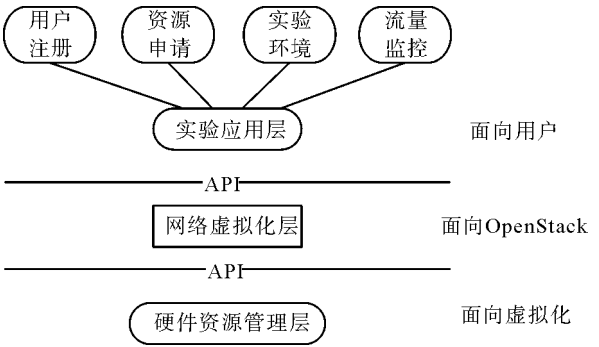 用户
注册
资源
申请
实验
环境
流量
监控
实验应用层
面向用户
API
网络虚拟化层
面向OpenStack
API
硬件资源管理层
面向虚拟化